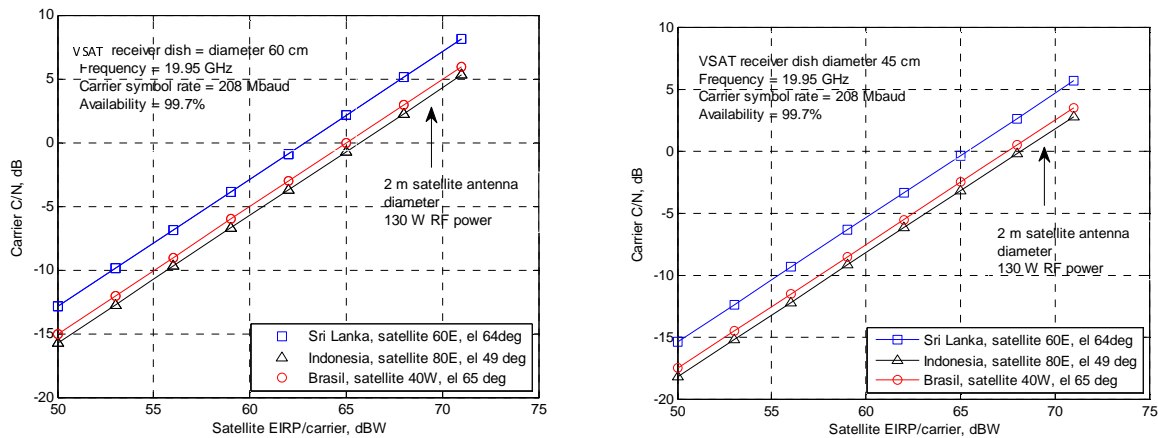 10
5
0
-5
-10
-15
-20
50
55
60
65
70
75
Carrier C/N, dB
Satellite EIRP/carrier, dBW
VSAT receiver dish = diameter 60 cm
Frequency = 19.95 GHz
Carrier symbol rate = 208 Mbaud
Availability = 99.7%
2 m satellite antenna
diameter
130 W RF power
Sri Lanka, satellite 60E, el 64deg
Indonesia, satellite 80E, el 49 deg
Brasil, satellite 40W, el 65 deg
10
5
0
-5
-10
-15
-20
50
55
60
65
70
75
Carrier C/N, dB
Satellite EIRP/carrier, dBW
VSAT receiver dish diameter 45 cm
Frequency = 19.95 GHz
Carrier symbol rate = 208 Mbaud
Availability = 99.7%
2 m satellite antenna
diameter
130 W RF power
Sri Lanka, satellite 60E, el 64deg
Indonesia, satellite 80E, el 49 deg
Brasil, satellite 40W, el 65 deg